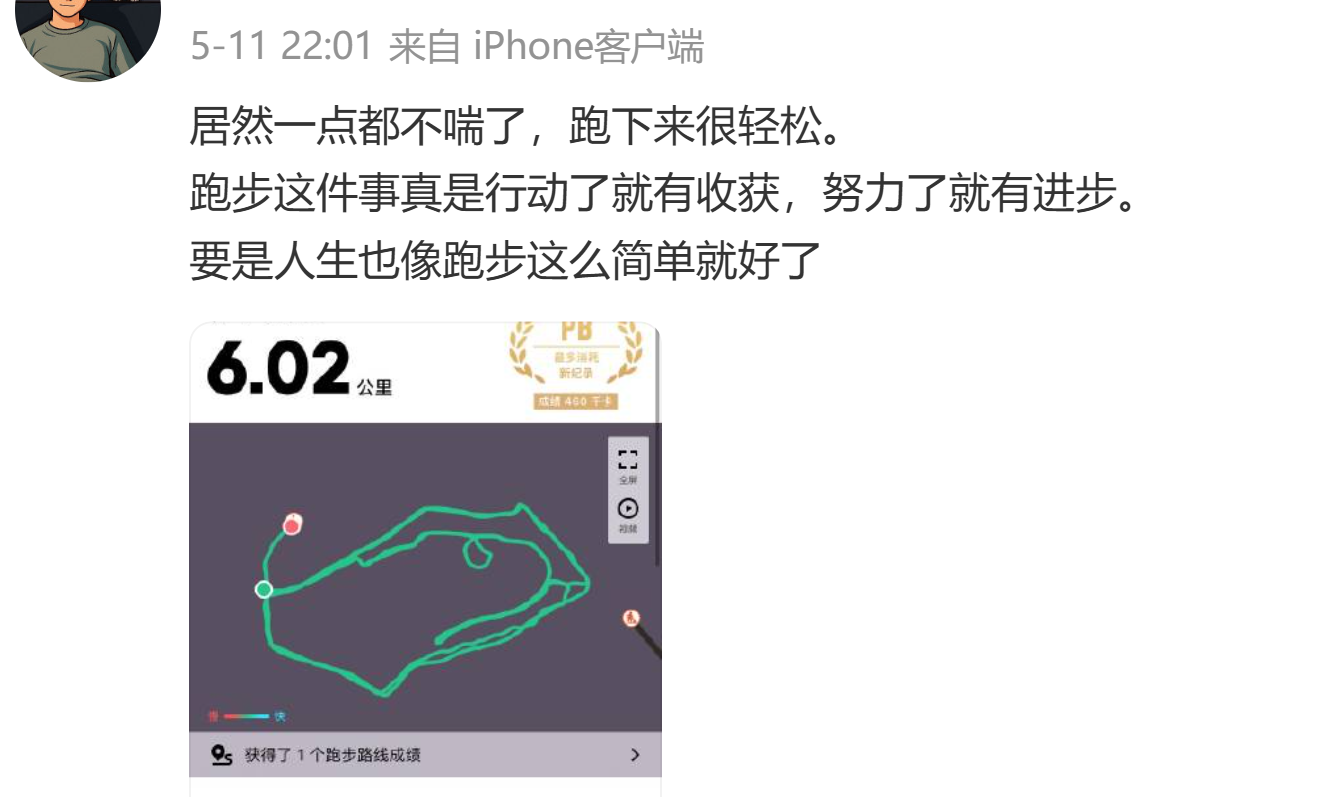 5-11 22:01 来自 iPhone客户端
居然一点都不喘了，跑下来很轻松。
跑步这件事真是行动了就有收获，努力了就有进步。
要是人生也像跑步这么简单就好了
6.02 公里
PB
最多消耗
新纪录
成绩 460 千卡
全屏
视频
慢 快
获得了 1 个跑步路线成绩